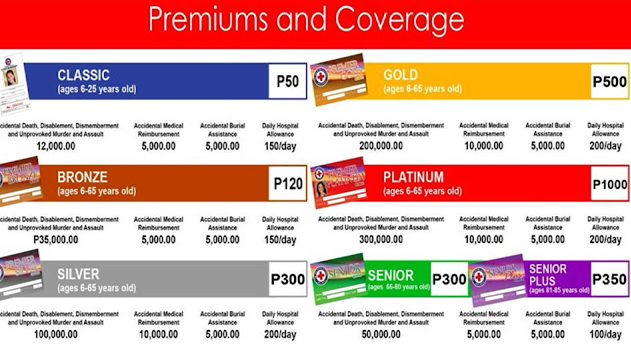 Premiums and Coverage
CLASSIC
(ages 6-25 years old)
P50
ccidental Death, Disablement, Dismemberment
and Unprovoked Murder and Assault
12,000.00
Accidental Medical
Reimbursement
5,000.00
Accidental Burial
Assistance
5,000.00
Daily Hospital
Allowance
150/day
GOLD
(ages 6-65 years old)
P500
Accidental Death, Disablement, Dismemberment
and Unprovoked Murder and Assault
200,000.00
Accidental Medical
Reimbursement
10,000.00
Accidental Burial
Assistance
5,000.00
Daily Hospital
Allowance
200/day
BRONZE
(ages 6-65 years old)
P120
ccidental Death, Disablement, Dismemberment
and Unprovoked Murder and Assault
P35,000.00
Accidental Medical
Reimbursement
5,000.00
Accidental Burial
Assistance
5,000.00
Daily Hospital
Allowance
150/day
PLATINUM
(ages 6-65 years old)
P1000
Accidental Death, Disablement, Dismemberment
and Unprovoked Murder and Assault
300,000.00
Accidental Medical
Reimbursement
10,000.00
Accidental Burial
Assistance
5,000.00
Daily Hospital
Allowance
200/day
SILVER
(ages 6-65 years old)
P300
ccidental Death, Disablement, Dismemberment
and Unprovoked Murder and Assault
100,000.00
Accidental Medical
Reimbursement
10,000.00
Accidental Burial
Assistance
5,000.00
Daily Hospital
Allowance
200/day
SENIOR
(ages 66-80 years old)
P300
SENIOR
PLUS
(ages 81-85 years old)
P350
Accidental Death, Disablement, Dismemberment
and Unprovoked Murder and Assault
50,000.00
Accidental Medical
Reimbursement
5,000.00
Accidental Burial
Assistance
5,000.00
Daily Hospital
Allowance
100/day